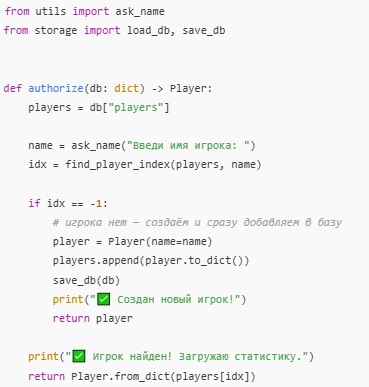 from utils import ask_name
from storage import load_db, save_db
def authorize(db: dict) -> Player:
    players = db["players"]
    name = ask_name("Введи имя игрока: ")
    idx = find_player_index(players, name)
    if idx == -1:
        # игрока нет — создаём и сразу добавляем в базу
        player = Player(name=name)
        players.append(player.to_dict())
        save_db(db)
        print("✅ Создан новый игрок!")
        return player
    print("✅ Игрок найден! Загружаю статистику.")
    return Player.from_dict(players[idx])